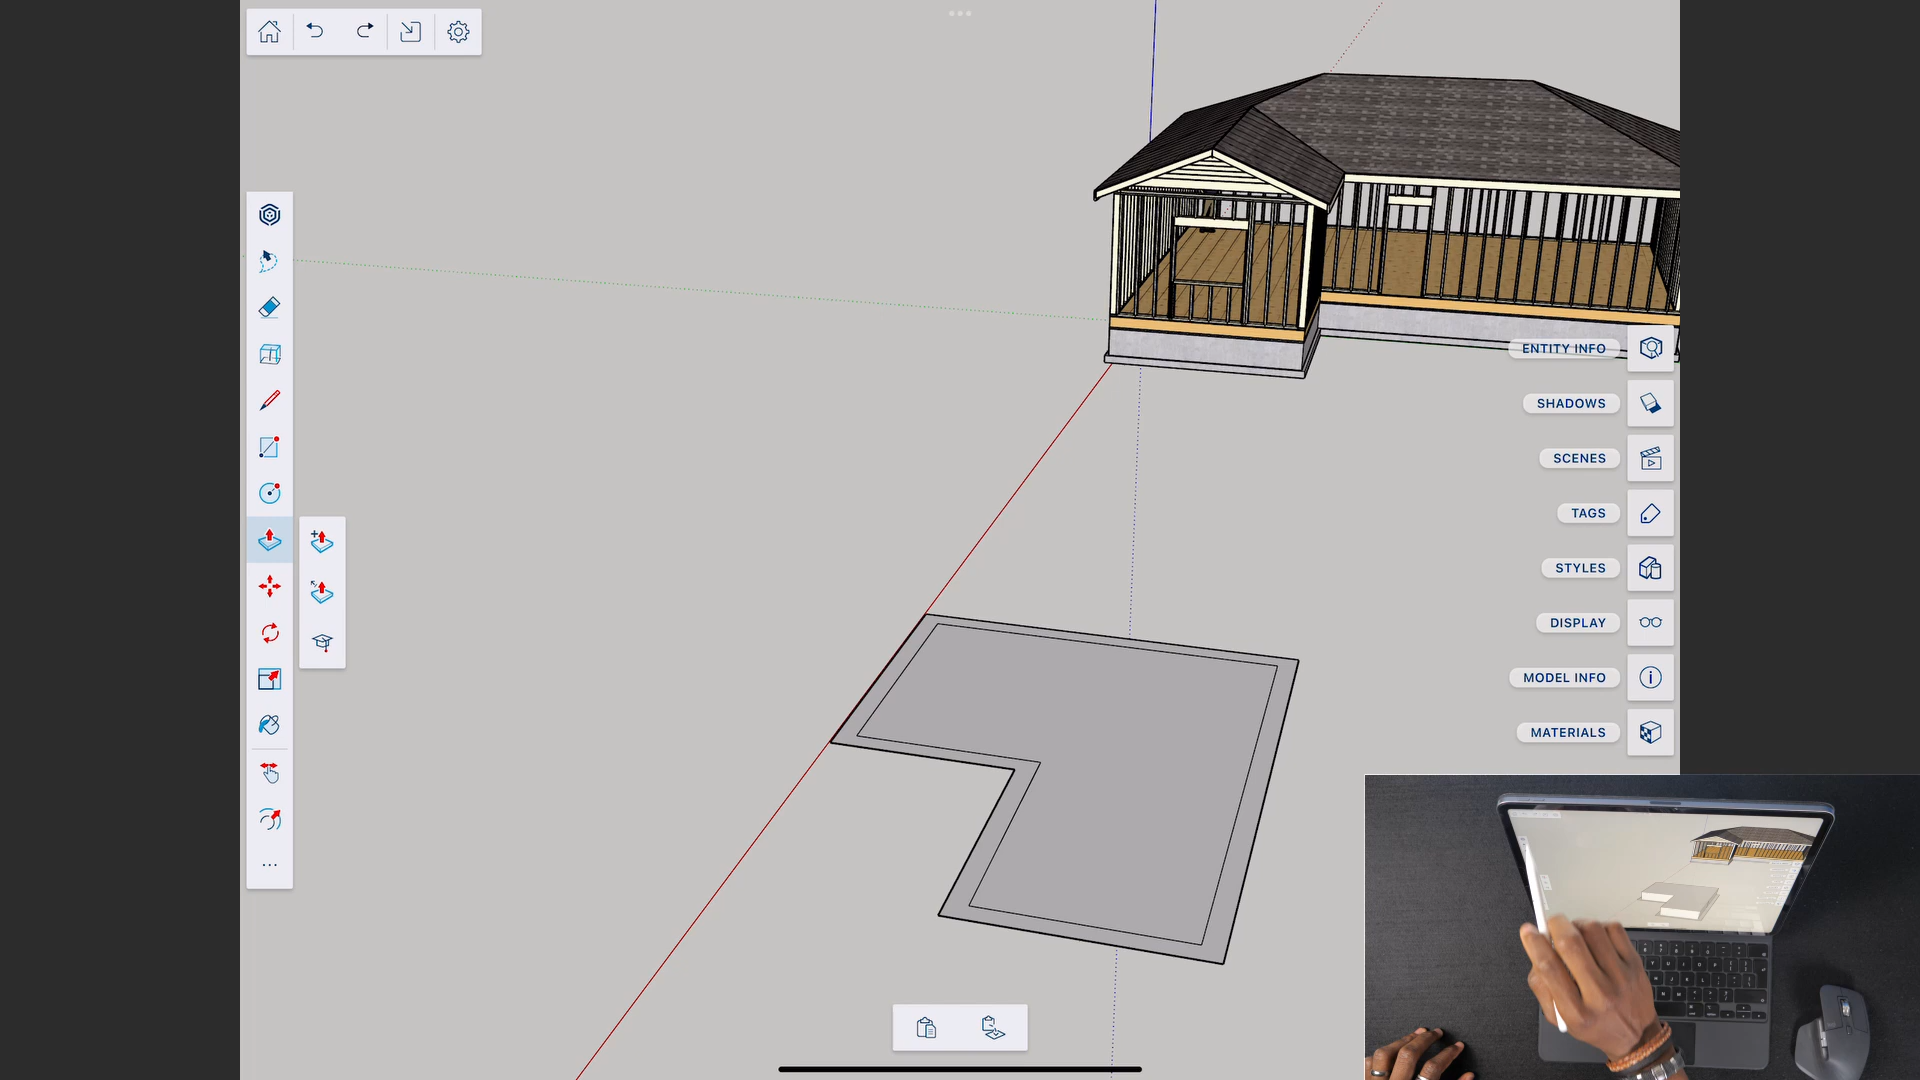 ENTITY INFO
SHADOWS
SCENES
TAGS
STYLES
DISPLAY
MODEL INFO
MATERIALS